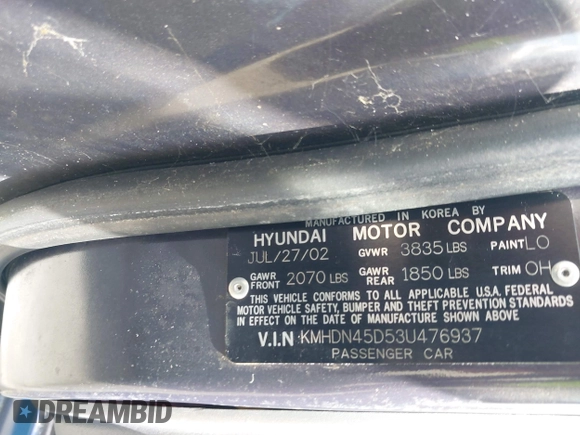 MANUFACTURED IN KOREA BY
HYUNDAI MOTOR COMPANY
JUL/27/02 GVWR 3835 LBS PAINT LO
GAWR FRONT 2070 LBS GAWR REAR 1850 LBS TRIM OH
THIS VEHICLE CONFORMS TO ALL APPLICABLE U.S.A. FEDERAL
MOTOR VEHICLE SAFETY, BUMPER AND THEFT PREVENTION STANDARDS
IN EFFECT ON THE DATE OF MANUFACTURE SHOWN ABOVE
V.I.N KMHDN45D53U476937
PASSENGER CAR
DREAMBID